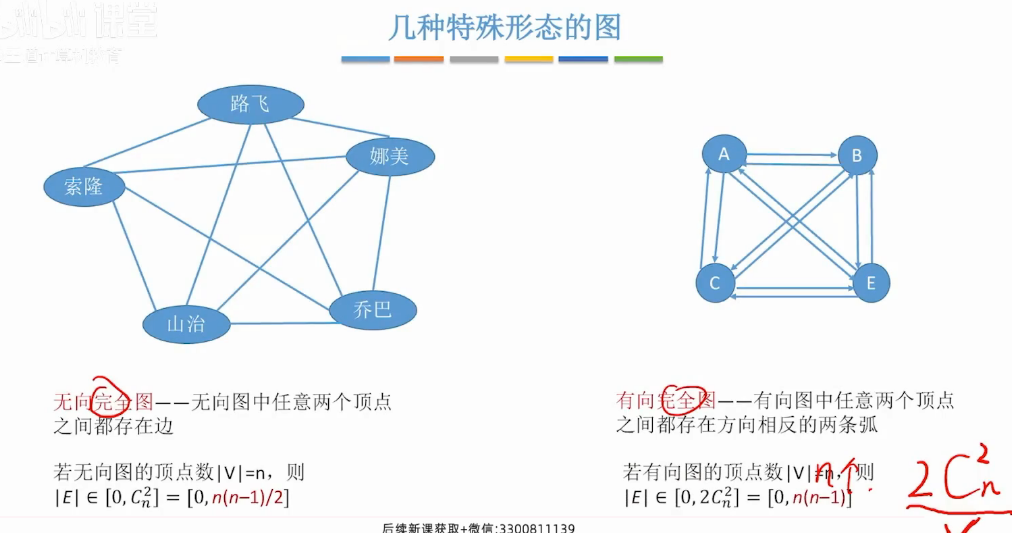 课堂
几种特殊形态的图
路飞
娜美
索隆
山治
乔巴
A
B
C
E
无向完全图——无向图中任意两个顶点
之间都存在边
若无向图的顶点数|V|=n，则
|E| ∈ [0, C_n^2] = [0, n(n−1)/2]
有向完全图——有向图中任意两个顶点
之间都存在方向相反的两条弧
若有向图的顶点数|V|=n，则
|E| ∈ [0, 2C_n^2] = [0, n(n−1)]
n个
2C_n^2
后续新课获取+微信:3300811139